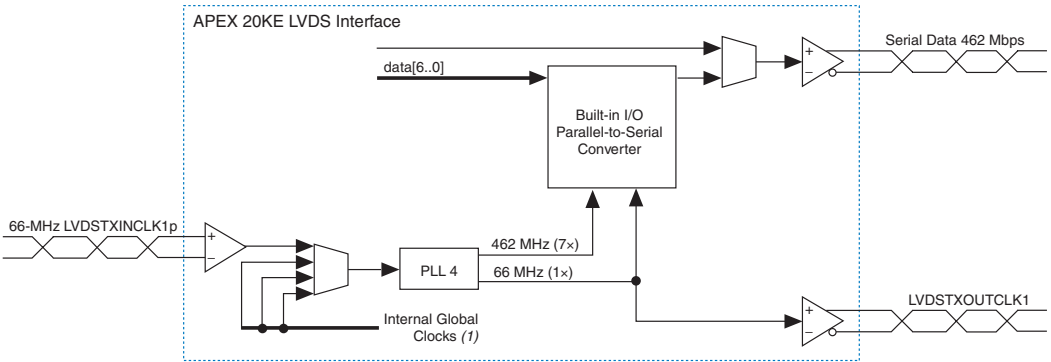 APEX 20KE LVDS Interface
Serial Data 462 Mbps
data[6..0]
+
−
Built-in I/O
Parallel-to-Serial
Converter
66-MHz LVDSTXINCLK1p
+
−
462 MHz (7×)
PLL 4
66 MHz (1×)
LVDSTXOUTCLK1
Internal Global
Clocks (1)
+
−